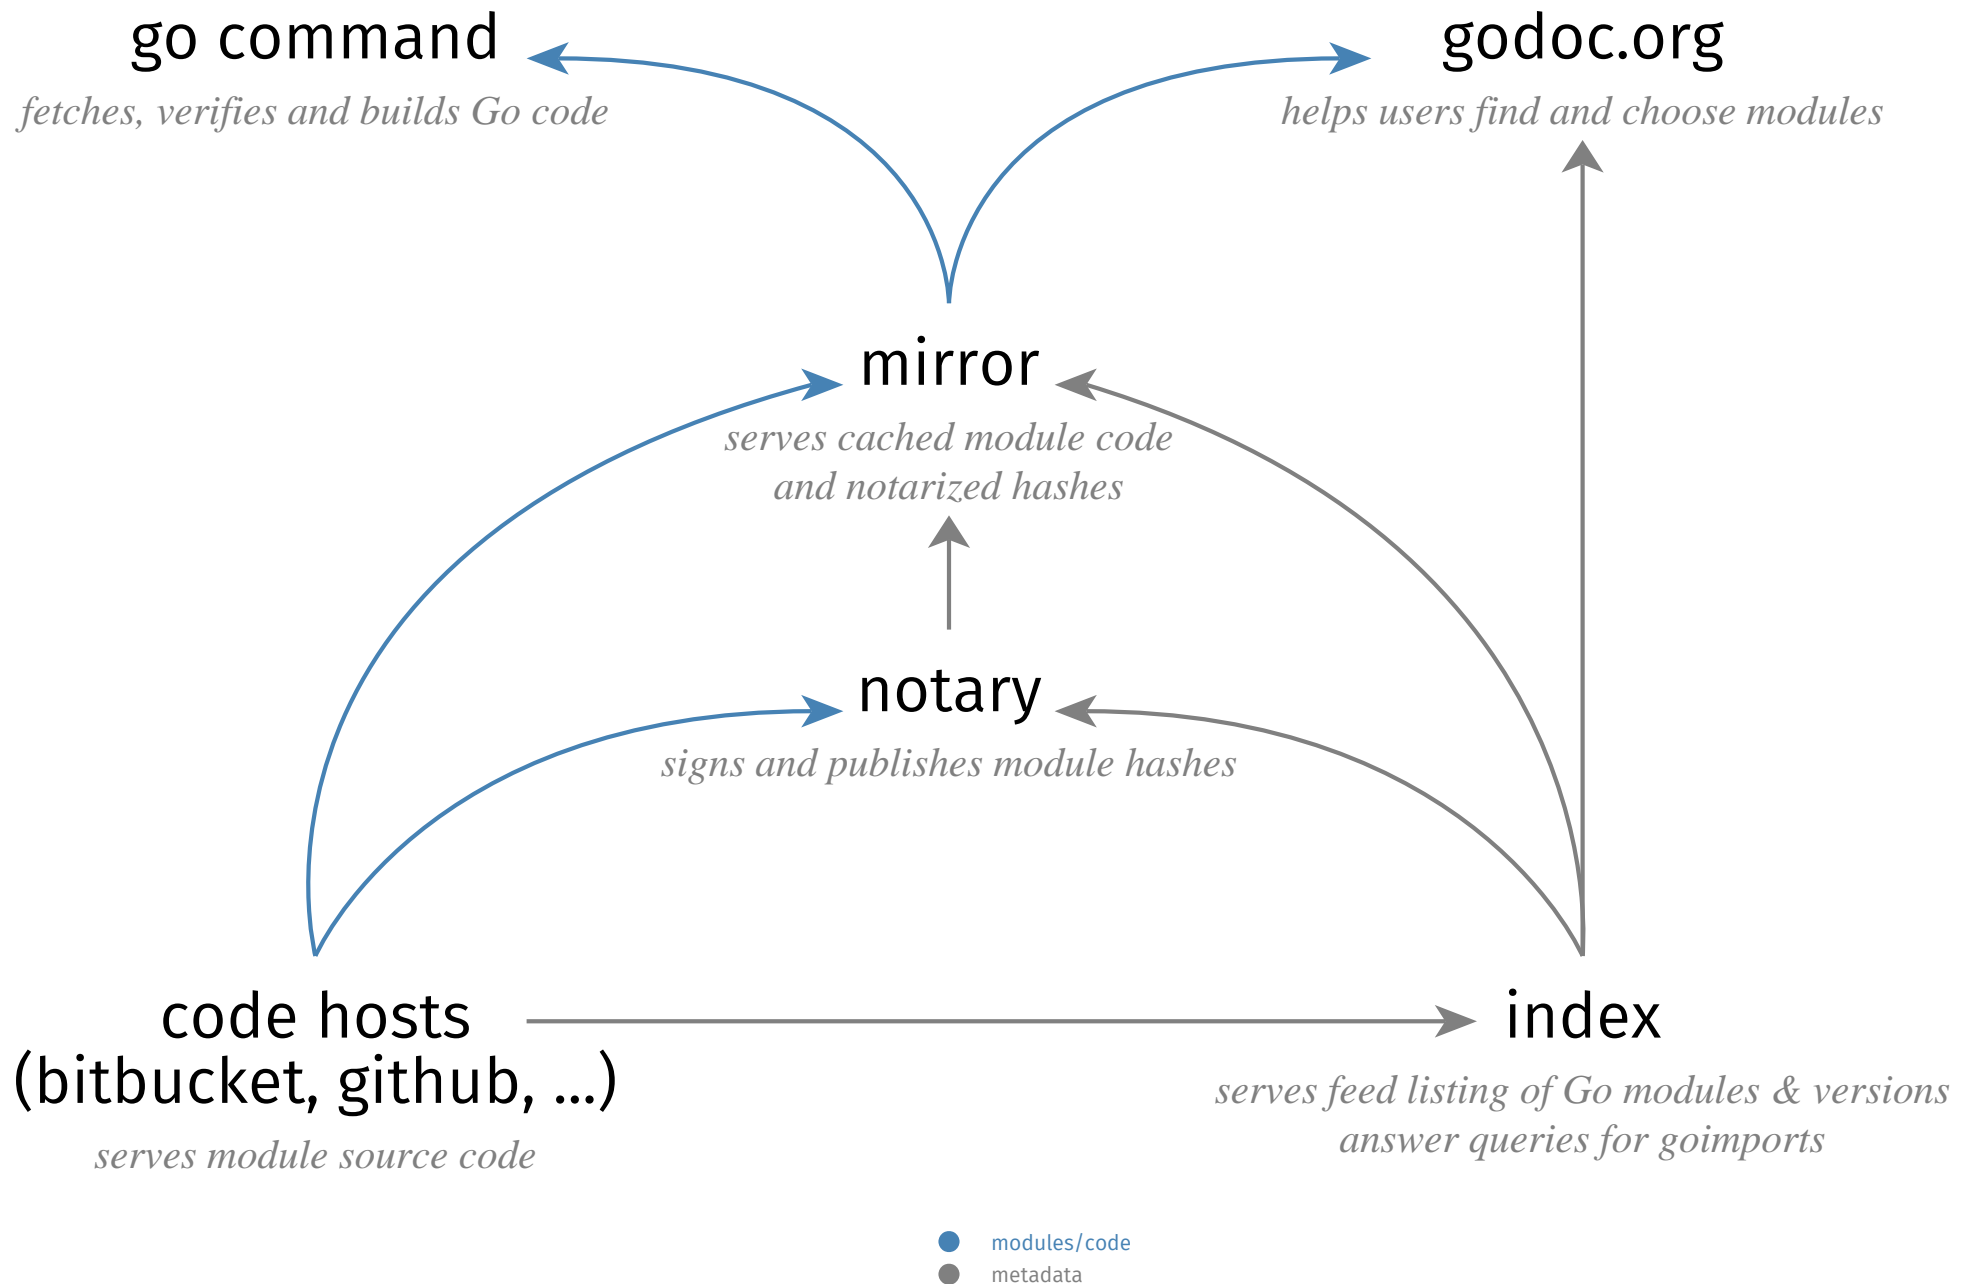 go command
fetches, verifies and builds Go code
godoc.org
helps users find and choose modules
mirror
serves cached module code
and notarized hashes
notary
signs and publishes module hashes
code hosts
(bitbucket, github, ...)
serves module source code
index
serves feed listing of Go modules & versions
answer queries for goimports
modules/code
metadata